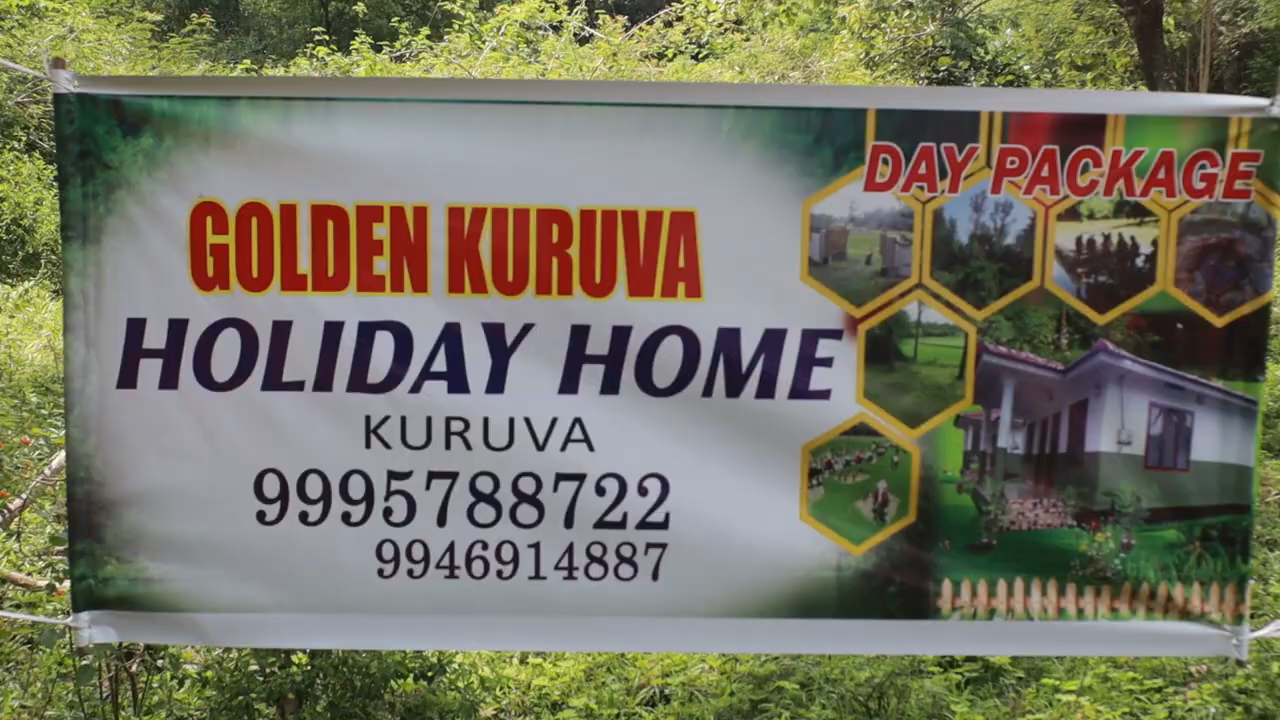 DAY PACKAGE
GOLDEN KURUVA
HOLIDAY HOME
KURUVA
9995788722
9946914887